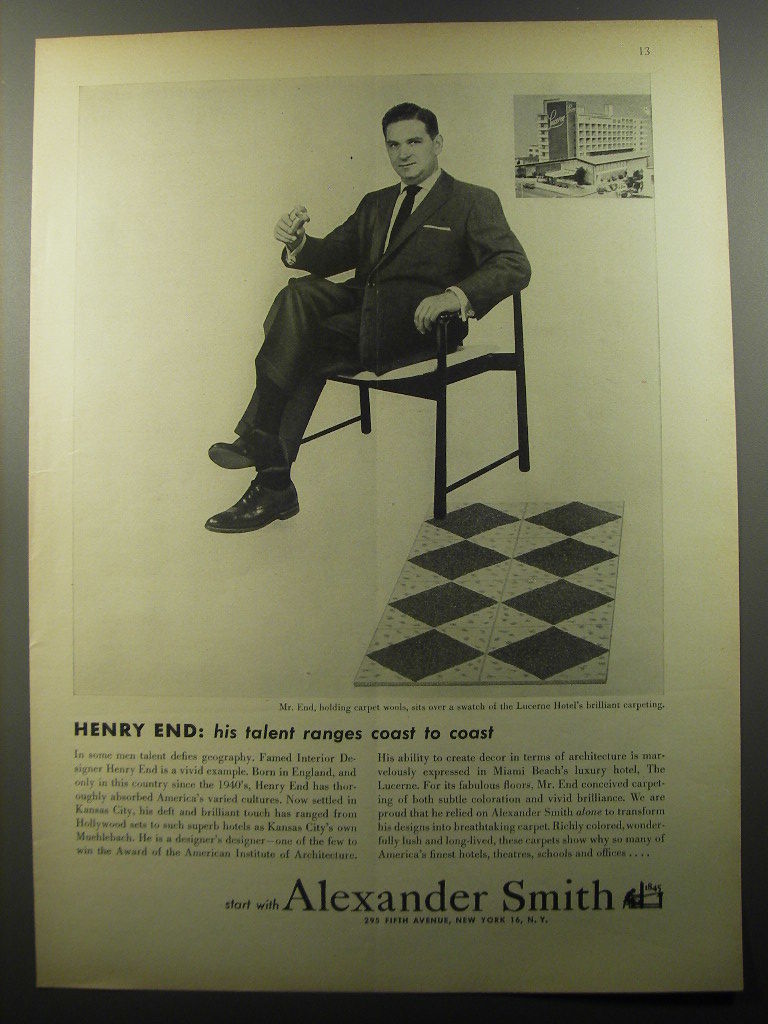 13
Lucerne
Mr. End, holding carpet wools, sits over a swatch of the Lucerne Hotel's brilliant carpeting.
HENRY END: his talent ranges coast to coast
In some men talent defies geography. Famed Interior De-
signer Henry End is a vivid example. Born in England, and
only in this country since the 1940's, Henry End has thor-
oughly absorbed America's varied cultures. Now settled in
Kansas City, his deft and brilliant touch has ranged from
Hollywood sets to such superb hotels as Kansas City's own
Muehlebach. He is a designer's designer—one of the few to
win the Award of the American Institute of Architecture.
His ability to create decor in terms of architecture is mar-
velously expressed in Miami Beach's luxury hotel, The
Lucerne. For its fabulous floors, Mr. End conceived carpet-
ing of both subtle coloration and vivid brilliance. We are
proud that he relied on Alexander Smith alone to transform
his designs into breathtaking carpet. Richly colored, wonder-
fully lush and long-lived, these carpets show why so many of
America's finest hotels, theatres, schools and offices . . . .
start with Alexander Smith 1845
295 FIFTH AVENUE, NEW YORK 16, N. Y.